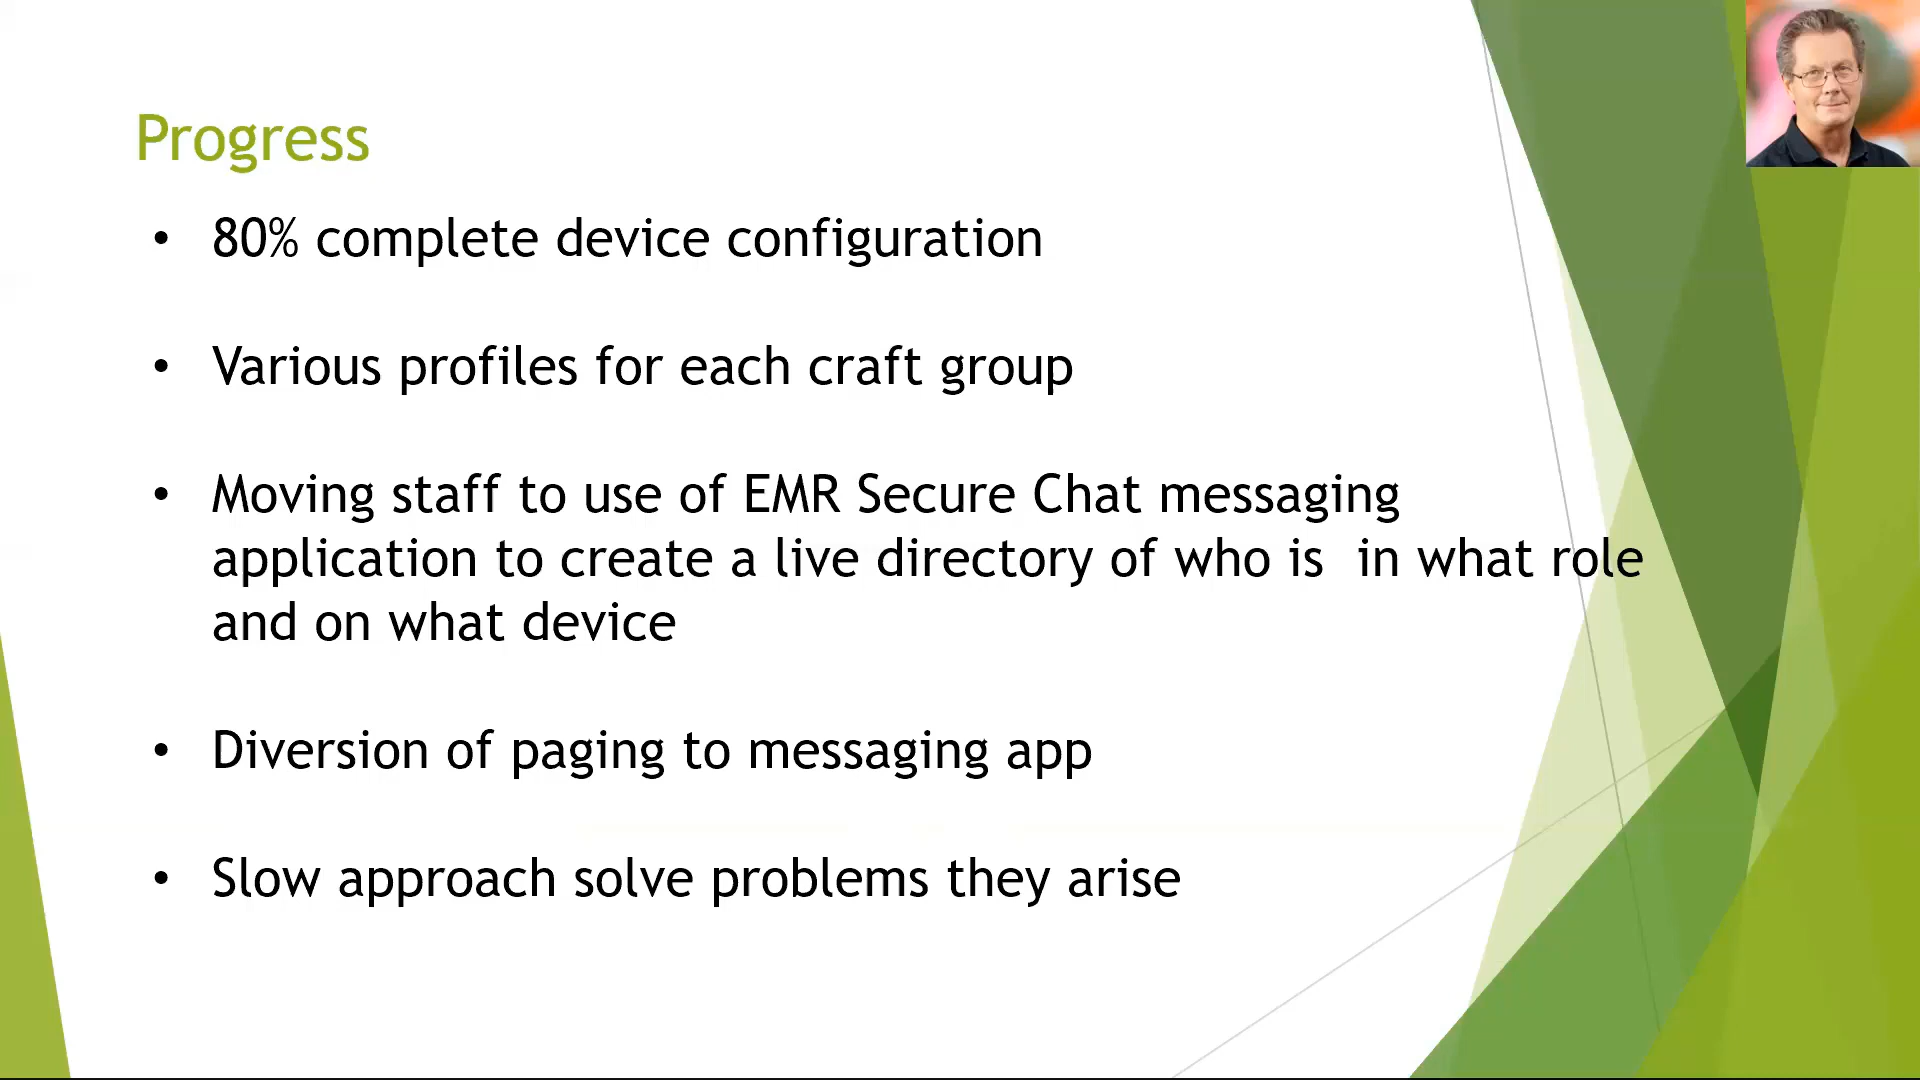 Progress
• 80% complete device configuration
• Various profiles for each craft group
• Moving staff to use of EMR Secure Chat messaging
application to create a live directory of who is  in what role
and on what device
• Diversion of paging to messaging app
• Slow approach solve problems they arise